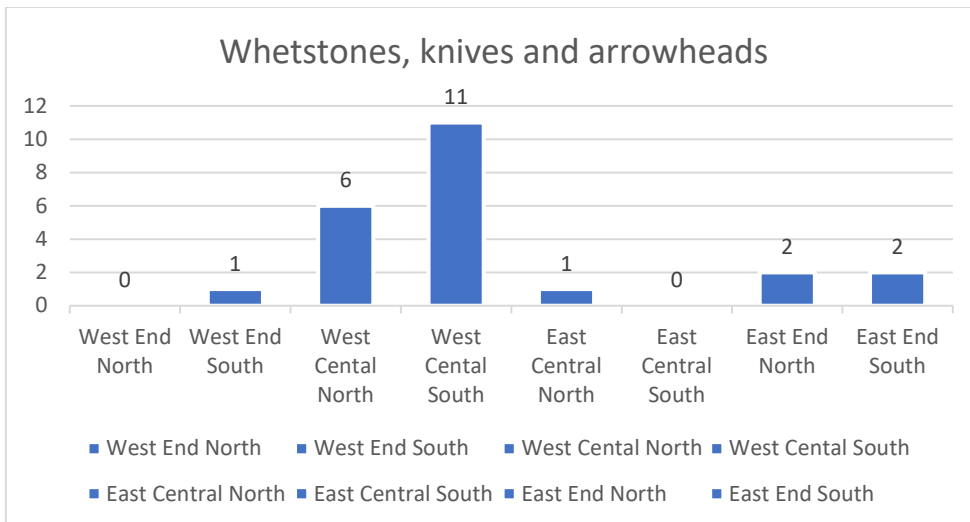 Whetstones, knives and arrowheads
12
10
8
6
4
2
0
0
1
6
11
1
0
2
2
West End
North
West End
South
West
Cental
North
West
Cental
South
East
Central
North
East
Central
South
East End
North
East End
South
West End North
West End South
West Cental North
West Cental South
East Central North
East Central South
East End North
East End South